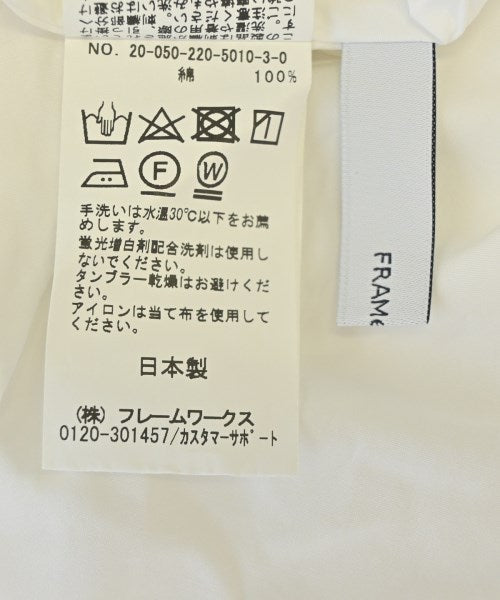 NO. 20-050-220-5010-3-0
綿 100%
F W
手洗いは水温30℃以下をお薦
めします。
蛍光増白剤配合洗剤は使用し
ないでください。
タンブラー乾燥はお避けくださ
い。
アイロンは当て布を使用して
ください。
日本製
(株) フレームワークス
0120-301457/カスタマーサポート
FRAMe